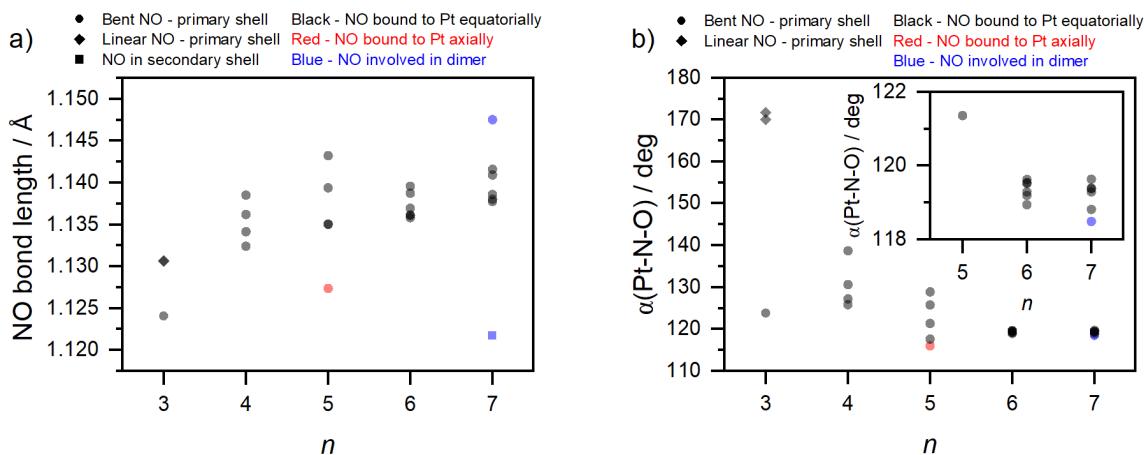 a)
Bent NO - primary shell Black - NO bound to Pt equatorially
Linear NO - primary shell Red - NO bound to Pt axially
NO in secondary shell Blue - NO involved in dimer
NO bond length / Å
1.150
1.145
1.140
1.135
1.130
1.125
1.120
3 4 5 6 7
n
b)
Bent NO - primary shell Black - NO bound to Pt equatorially
Linear NO - primary shell Red - NO bound to Pt axially
Blue - NO involved in dimer
α(Pt-N-O) / deg
180
170
160
150
140
130
120
110
3 4 5 6 7
n
α(Pt-N-O) / deg
122
120
118
5 6 7
n